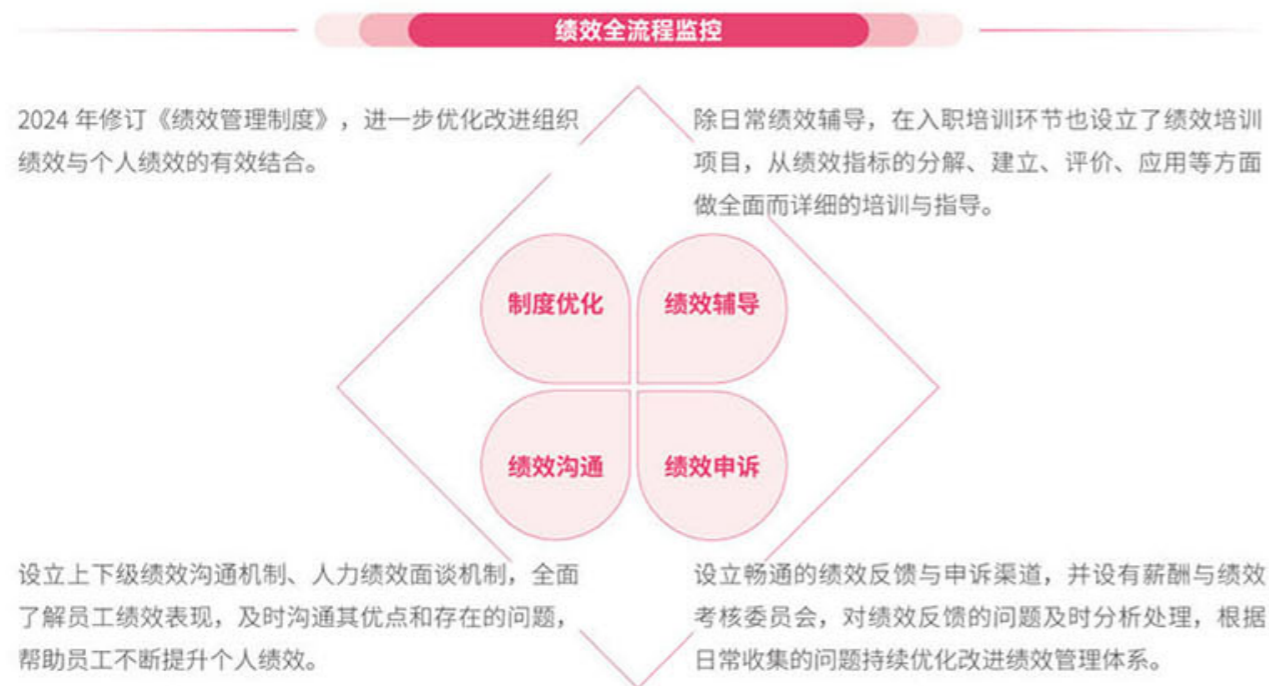 绩效全流程监控
2024 年修订《绩效管理制度》，进一步优化改进组织
绩效与个人绩效的有效结合。
除日常绩效辅导，在入职培训环节也设立了绩效培训
项目，从绩效指标的分解、建立、评价、应用等方面
做全面而详细的培训与指导。
制度优化
绩效辅导
绩效沟通
绩效申诉
设立上下级绩效沟通机制、人力绩效面谈机制，全面
了解员工绩效表现，及时沟通其优点和存在的问题，
帮助员工不断提升个人绩效。
设立畅通的绩效反馈与申诉渠道，并设有薪酬与绩效
考核委员会，对绩效反馈的问题及时分析处理，根据
日常收集的问题持续优化改进绩效管理体系。